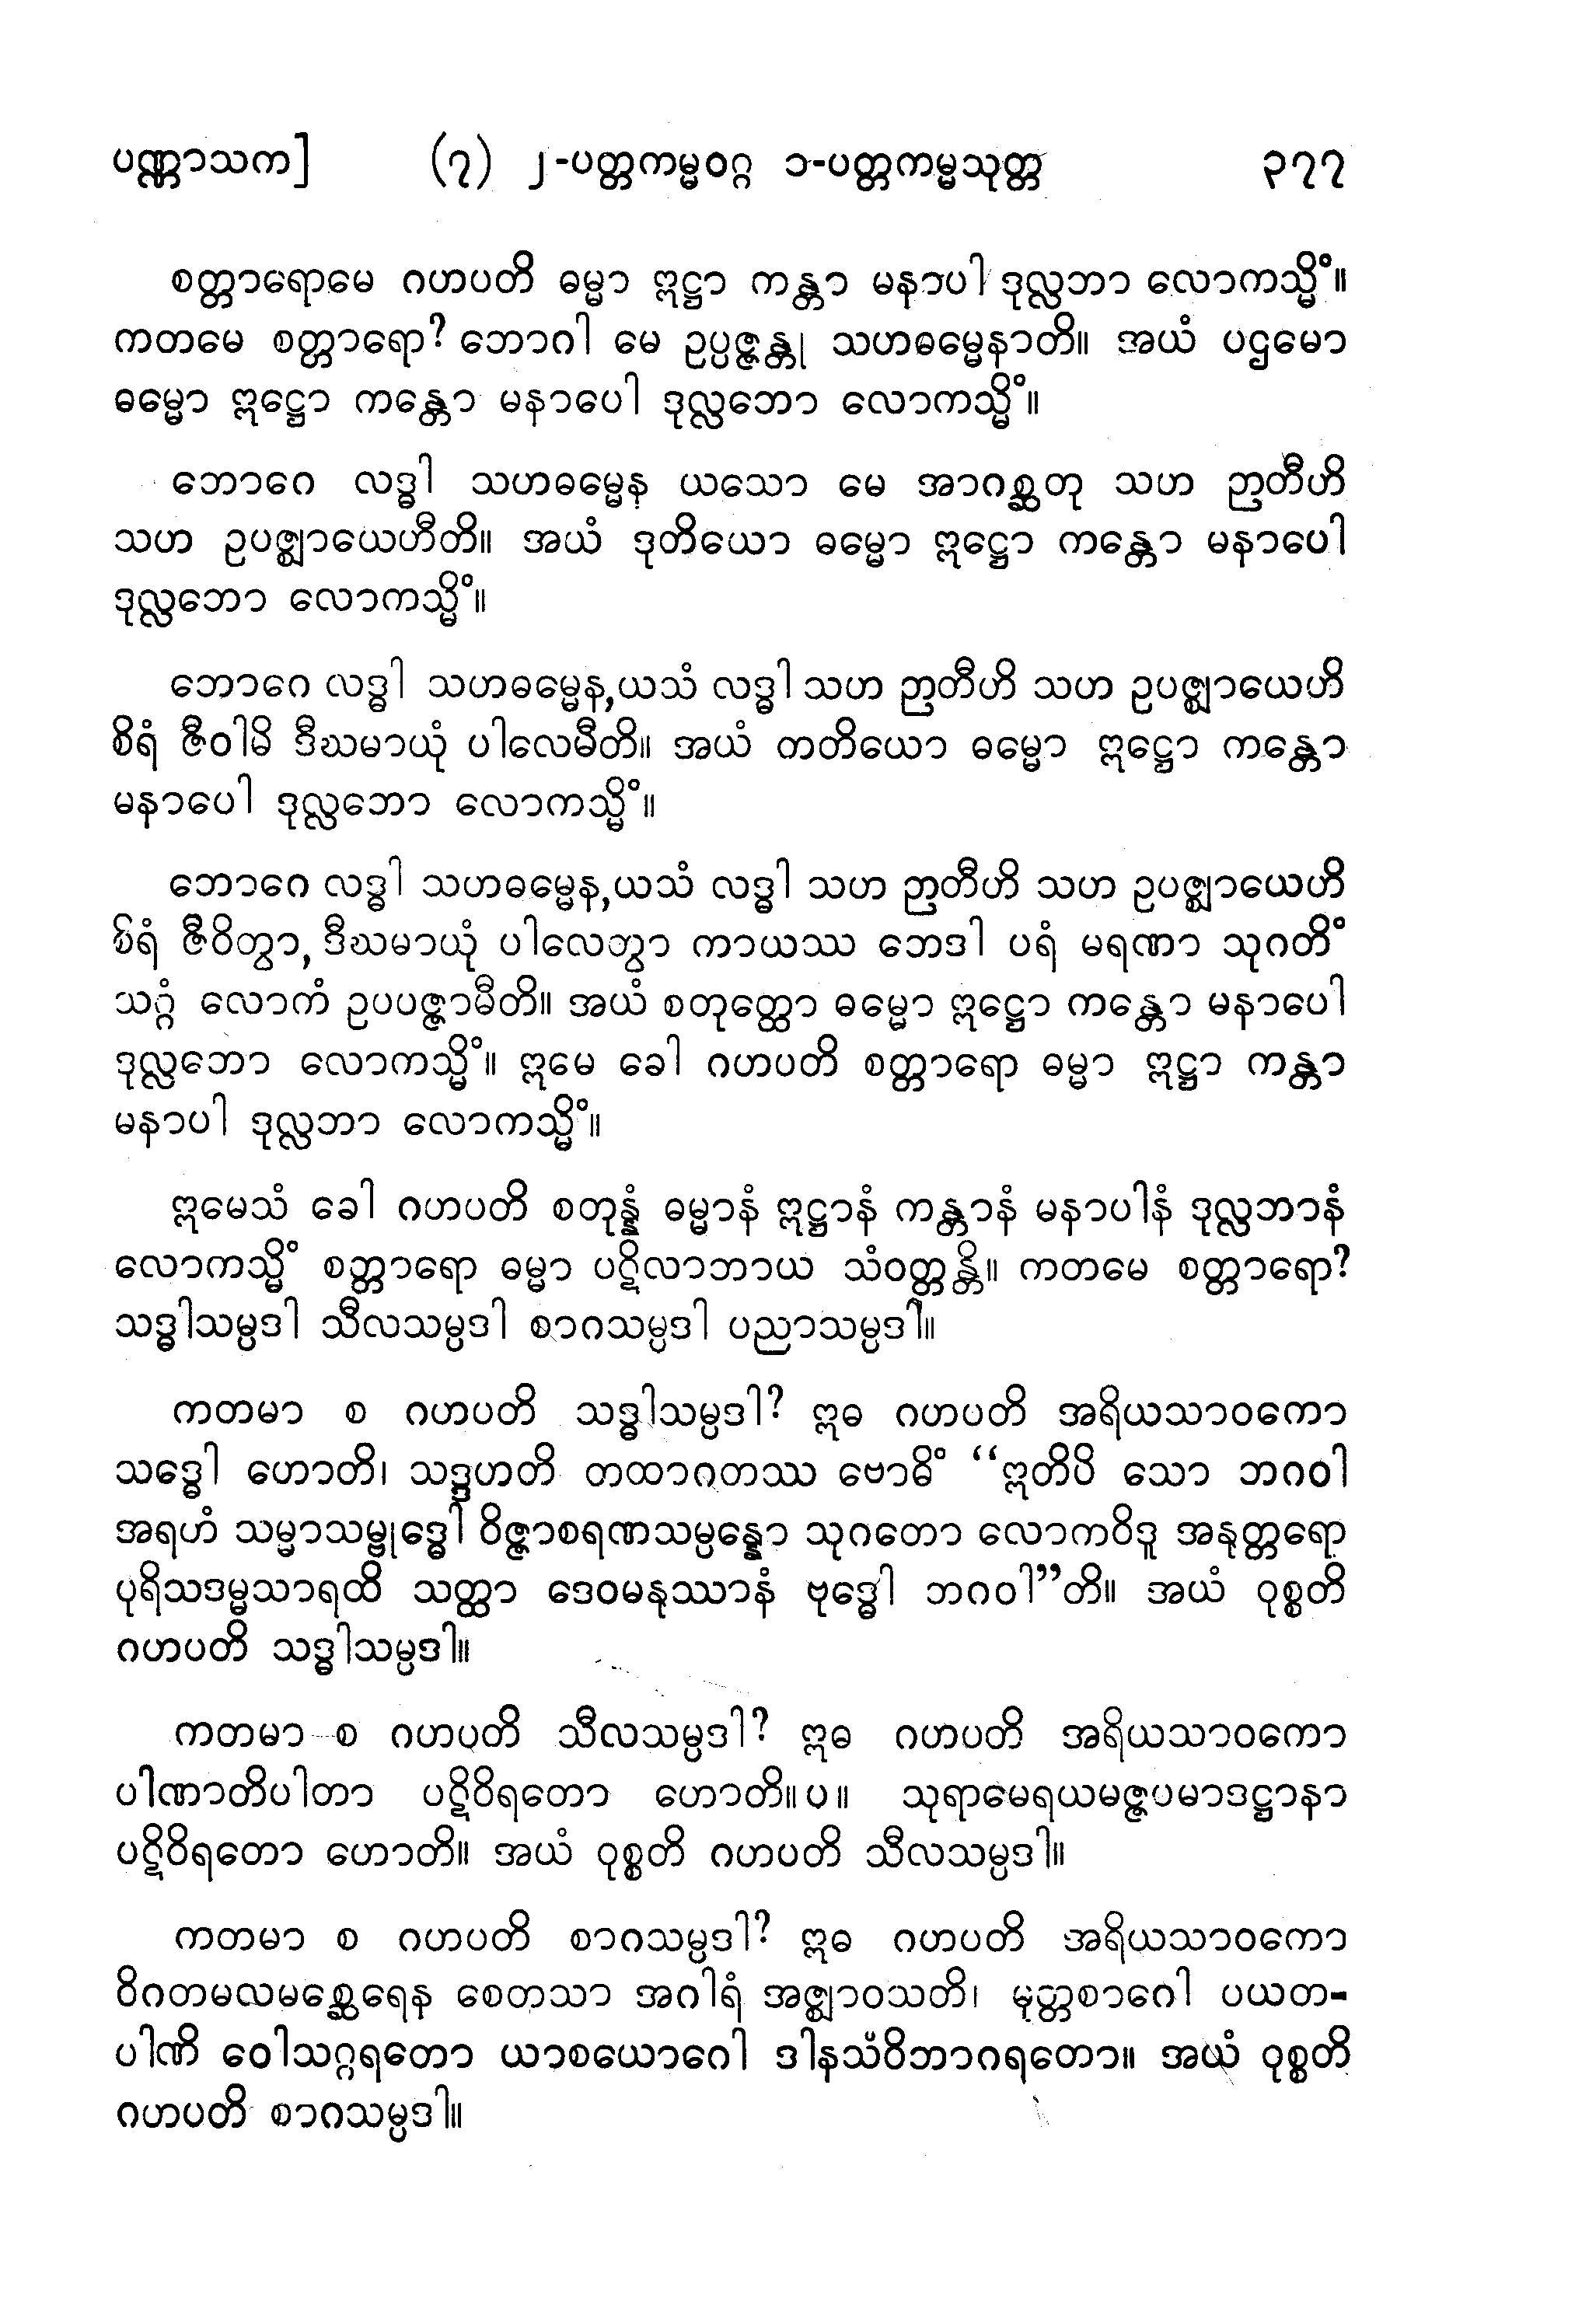 ပဏ္ဏာသက] (၇) ၂-ပတ္တကမ္မဝဂ္ဂ ၁-ပတ္တကမ္မသုတ္တ ၃၇၇
စတ္တာရောမေ ဂဟပတိ ဓမ္မာ ဣဋ္ဌာ ကန္တာ မနာပါ ဒုလ္လဘာ လောကသ္မိံ။
ကတမေ စတ္တာရော? ဘောဂါ မေ ဥပ္ပဇ္ဇန္တု သဟဓမ္မေနာတိ။ အယံ ပဌမော
ဓမ္မော ဣဋ္ဌော ကန္တော မနာပေါ ဒုလ္လဘော လောကသ္မိံ။
ဘောဂေ လဒ္ဓါ သဟဓမ္မေန ယသော မေ အာဂစ္ဆတု သဟ ဉာတီဟိ
သဟ ဥပဇ္ဈာယေဟီတိ။ အယံ ဒုတိယော ဓမ္မော ဣဋ္ဌော ကန္တော မနာပေါ
ဒုလ္လဘော လောကသ္မိံ။
ဘောဂေ လဒ္ဓါ သဟဓမ္မေန,ယသံ လဒ္ဓါ သဟ ဉာတီဟိ သဟ ဥပဇ္ဈာယေဟိ
စိရံ ဇီဝါမိ ဒီဃမာယုံ ပါလေမီတိ။ အယံ တတိယော ဓမ္မော ဣဋ္ဌော ကန္တော
မနာပေါ ဒုလ္လဘော လောကသ္မိံ။
ဘောဂေ လဒ္ဓါ သဟဓမ္မေန,ယသံ လဒ္ဓါ သဟ ဉာတီဟိ သဟ ဥပဇ္ဈာယေဟိ
စိရံ ဇီဝိတွာ, ဒီဃမာယုံ ပါလေတွာ ကာယဿ ဘေဒါ ပရံ မရဏာ သုဂတိံ
သဂ္ဂံ လောကံ ဥပပဇ္ဇာမီတိ။ အယံ စတုတ္ထော ဓမ္မော ဣဋ္ဌော ကန္တော မနာပေါ
ဒုလ္လဘော လောကသ္မိံ။ ဣမေ ခေါ ဂဟပတိ စတ္တာရော ဓမ္မာ ဣဋ္ဌာ ကန္တာ
မနာပါ ဒုလ္လဘာ လောကသ္မိံ။
ဣမေသံ ခေါ ဂဟပတိ စတုန္နံ ဓမ္မာနံ ဣဋ္ဌာနံ ကန္တာနံ မနာပါနံ ဒုလ္လဘာနံ
လောကသ္မိံ စတ္တာရော ဓမ္မာ ပဋိလာဘာယ သံဝတ္တန္တိ။ ကတမေ စတ္တာရော?
သဒ္ဓါသမ္ပဒါ သီလသမ္ပဒါ စာဂသမ္ပဒါ ပညာသမ္ပဒါ။
ကတမာ စ ဂဟပတိ သဒ္ဓါသမ္ပဒါ? ဣဓ ဂဟပတိ အရိယသာဝကော
သဒ္ဓေါ ဟောတိ၊ သဒ္ဒဟတိ တထာဂတဿ ဗောဓိံ “ဣတိပိ သော ဘဂဝါ
အရဟံ သမ္မာသမ္ဗုဒ္ဓေါ ဝိဇ္ဇာစရဏသမ္ပန္နော သုဂတော လောကဝိဒူ အနုတ္တရော
ပုရိသဒမ္မသာရထိ သတ္ထာ ဒေဝမနုဿာနံ ဗုဒ္ဓေါ ဘဂဝါ”တိ။ အယံ ဝုစ္စတိ
ဂဟပတိ သဒ္ဓါသမ္ပဒါ။
ကတမာ စ ဂဟပတိ သီလသမ္ပဒါ? ဣဓ ဂဟပတိ အရိယသာဝကော
ပါဏာတိပါတာ ပဋိဝိရတော ဟောတိ။ပ။ သုရာမေရယမဇ္ဇပမာဒဋ္ဌာနာ
ပဋိဝိရတော ဟောတိ။ အယံ ဝုစ္စတိ ဂဟပတိ သီလသမ္ပဒါ။
ကတမာ စ ဂဟပတိ စာဂသမ္ပဒါ? ဣဓ ဂဟပတိ အရိယသာဝကော
ဝိဂတမလမစ္ဆေရေန စေတသာ အဂါရံ အဇ္ဈာဝသတိ၊ မုတ္တစာဂေါ ပယတ-
ပါဏိ ဝေါသဂ္ဂရတော ယာစယောဂေါ ဒါနသံဝိဘာဂရတော။ အယံ ဝုစ္စတိ
ဂဟပတိ စာဂသမ္ပဒါ။